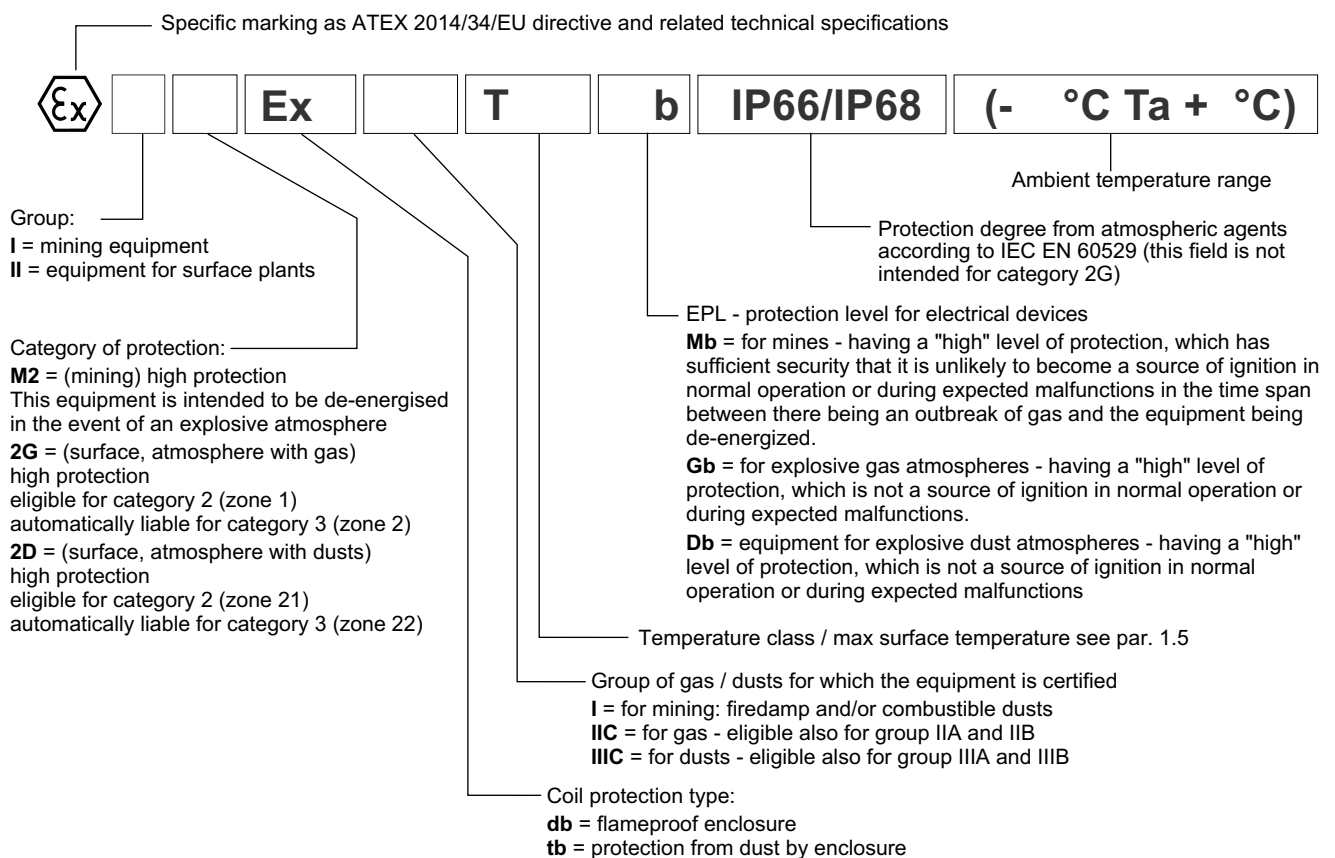 Specific marking as ATEX 2014/34/EU directive and related technical specifications
Ex Ex T b IP66/IP68 (- °C Ta + °C)
Ambient temperature range
Group:
I = mining equipment
II = equipment for surface plants
Protection degree from atmospheric agents
according to IEC EN 60529 (this field is not
intended for category 2G)
EPL - protection level for electrical devices
Mb = for mines - having a "high" level of protection, which has
sufficient security that it is unlikely to become a source of ignition in
normal operation or during expected malfunctions in the time span
between there being an outbreak of gas and the equipment being
de-energized.
Gb = for explosive gas atmospheres - having a "high" level of
protection, which is not a source of ignition in normal operation or
during expected malfunctions.
Db = equipment for explosive dust atmospheres - having a "high"
level of protection, which is not a source of ignition in normal
operation or during expected malfunctions
Category of protection:
M2 = (mining) high protection
This equipment is intended to be de-energised
in the event of an explosive atmosphere
2G = (surface, atmosphere with gas)
high protection
eligible for category 2 (zone 1)
automatically liable for category 3 (zone 2)
2D = (surface, atmosphere with dusts)
high protection
eligible for category 2 (zone 21)
automatically liable for category 3 (zone 22)
Temperature class / max surface temperature see par. 1.5
Group of gas / dusts for which the equipment is certified
I = for mining: firedamp and/or combustible dusts
IIC = for gas - eligible also for group IIA and IIB
IIIC = for dusts - eligible also for group IIIA and IIIB
Coil protection type:
db = flameproof enclosure
tb = protection from dust by enclosure